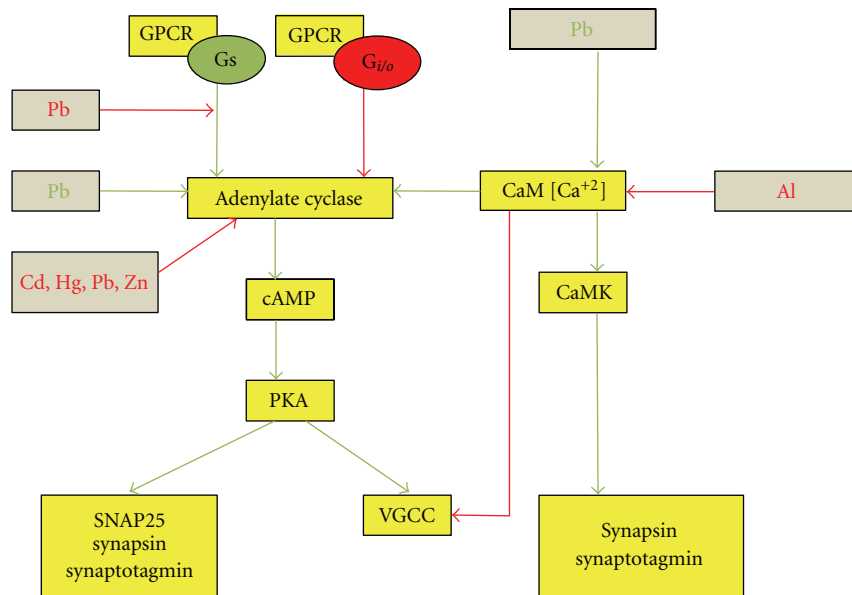 GPCR
Gs
GPCR
G_{i/o}
Pb
Pb
Pb
Adenylate cyclase
CaM [Ca^{+2}]
Al
Cd, Hg, Pb, Zn
cAMP
CaMK
PKA
SNAP25
synapsin
synaptotagmin
VGCC
Synapsin
synaptotagmin